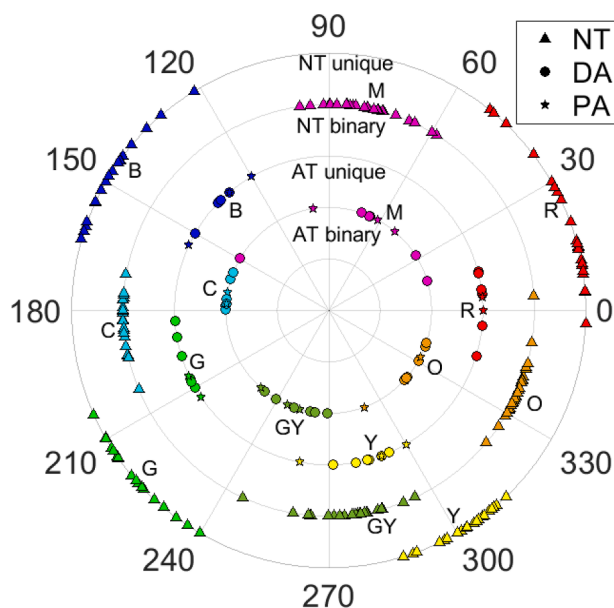 90
NT unique
120
60
NT
DA
PA
M
NT binary
150
30
AT unique
B
R
B
M
AT binary
180
C
C
R
0
G
O
O
GY
Y
210
330
G
GY
Y
240
300
270